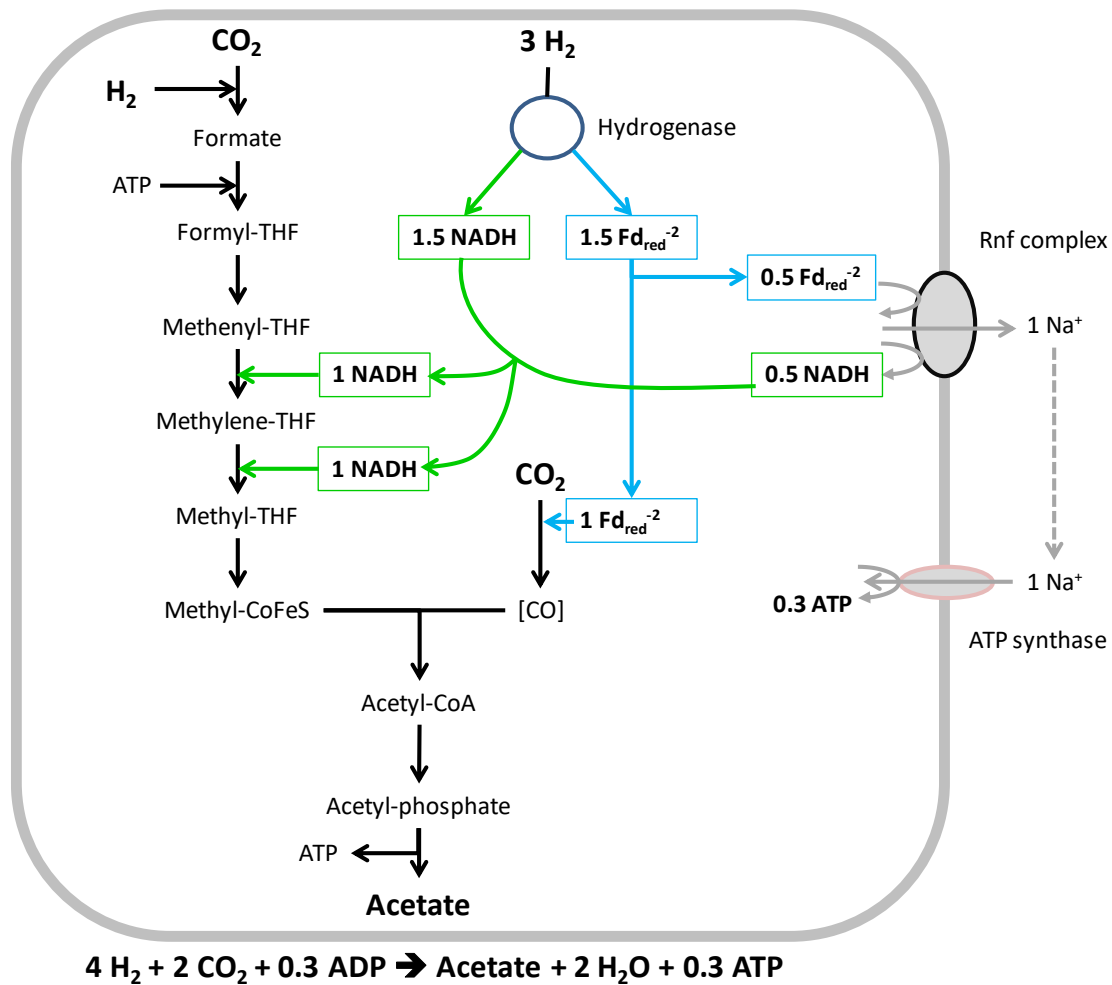 CO₂
3 H₂
H₂
Hydrogenase
Formate
ATP
Formyl-THF
1.5 NADH
1.5 Fdred⁻²
Rnf complex
0.5 Fdred⁻²
Methenyl-THF
1 Na⁺
1 NADH
0.5 NADH
Methylene-THF
1 NADH
CO₂
Methyl-THF
1 Fdred⁻²
Methyl-CoFeS
[CO]
0.3 ATP
1 Na⁺
ATP synthase
Acetyl-CoA
Acetyl-phosphate
ATP
Acetate
4 H₂ + 2 CO₂ + 0.3 ADP ➔ Acetate + 2 H₂O + 0.3 ATP